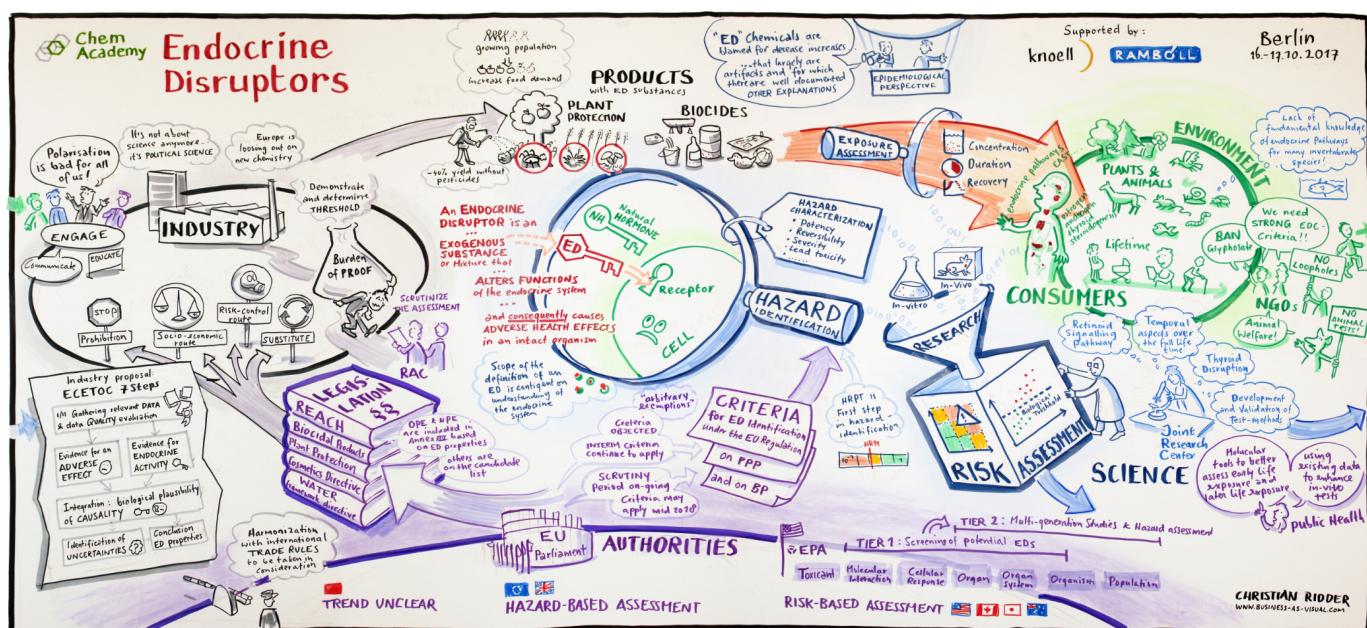 Chem
Academy
Endocrine
Disruptors
growing population
increase food demand
PRODUCTS
with ED substances
PLANT
PROTECTION
BIOCIDES
~40% yield without
pesticides
"ED" Chemicals are
blamed for desease increases
...that largely are
artifacts and for which
there are well documented
OTHER EXPLANATIONS
EPIDEMIOLOGICAL
PERSPECTIVE
Supported by:
knoell
RAMBOLL
Berlin
16.-17.10.2017
Polarisation
is bad for all
of us!
It's not about
science anymore...
it's POLITICAL SCIENCE
Europe is
loosing out on
new chemistry
ENGAGE
Communicate
EDUCATE
INDUSTRY
Demonstrate
and determine
THRESHOLD
Burden
of PROOF
STOP
Prohibition
Socio-economic
route
Risk-control
route
SUBSTITUTE
SCRUTINIZE
THE ASSESSMENT
RAC
An ENDOCRINE
DISRUPTOR is an
...
EXOGENOUS
SUBSTANCE
or Mixture that
...
ALTERS FUNCTIONS
of the endocrine system
...
and consequently causes
ADVERSE HEALTH EFFECTS
in an intact organism
Natural
HORMONE
NH
ED
Receptor
CELL
Scope of the
definition of an
ED is contigent on
understanding of
the endocrine
system
HAZARD
CHARACTERIZATION
Potency
Reversibility
Severity
Lead toxicity
HAZARD
IDENTIFICATION
EXPOSURE
ASSESSMENT
Concentration
Duration
Recovery
endocrine pathways
EATS
estrogen
androgen
thyroid
steroidogenesis
ENVIRONMENT
PLANTS &
ANIMALS
Lifetime
CONSUMERS
Lack of
fundamental knowledge
of endocrine Pathways
for many invertebrate
species!
We need
STRONG EDC-
Criteria!!
BAN
Glyphosate
NO
Loopholes
NGOs
Animal
Welfare!
NO
ANIMAL
TESTS!
In-vitro
In-Vivo
RESEARCH
RISK
ASSESSMENT
Biological
threshold
Retinoid
Signalling
Pathway
Temporal
aspects over
the full life
time
Thyroid
Disruption
Development
and Validation of
Test-methods
Joint
Research
Center
SCIENCE
Molucular
tools to better
assess early life
exposure and
later life exposure
using
existing data
to enhance
in-vitro
tests
public Health
Industry proposal:
ECETOC 7 Steps
1M Gathering relevant DATA
& data Quality evaluation
Evidence for an
ADVERSE
EFFECT
Evidence for
ENDOCRINE
ACTIVITY
Integration: biological plausibility
of CAUSALITY
Identification of
UNCERTAINTIES
Conclusion
ED properties
LEGIS-
LATION
§§
REACH
Biocidal Products
Plant Protection
Cosmetics Directive
WATER
framework directive
OPE & NPE
are included in
Annex XIV based
on ED properties
others are
on the candidate
list
"arbitrary
exemptions"
Criteria
OBJECTED
INTERIM Criteria
continue to apply
SCRUTINY
Period on-going
Criteria may
apply mid 2018
CRITERIA
for ED Identification
under the EU Regulation
on PPP
and on BP
HRPT is
First step
in hazard
identification
Harmonization
with international
TRADE RULES
to be taken in
consideration
EU
Parliament
AUTHORITIES
EPA
TIER 2: Multi-generation Studies & Hazard assessment
TIER 1: Screening of potential EDs
Toxicant
Molecular
Interaction
Cellular
Response
Organ
Organ
System
Organism
Population
TREND UNCLEAR
HAZARD-BASED ASSESSMENT
RISK-BASED ASSESSMENT
CHRISTIAN RIDDER
WWW.BUSINESS-AS-VISUAL.COM